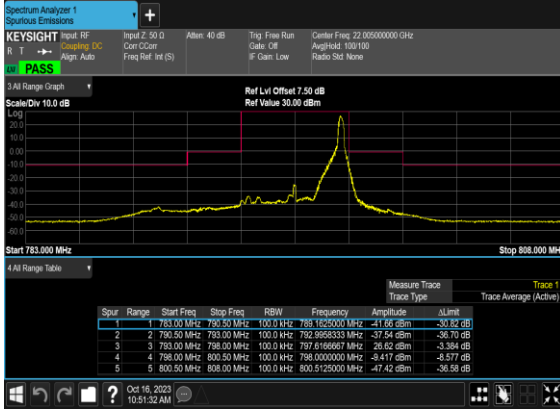 Spectrum Analyzer 1
Spurious Emissions
+
KEYSIGHT Input: RF Input Z: 50 Ω Atten: 40 dB Trig: Free Run Center Freq: 22.005000000 GHz
R T Coupling: DC Corr CCorr Gate: Off Avg|Hold: 100/100
Align: Auto Freq Ref: Int (S) IF Gain: Low Radio Std: None
PASS
3 All Range Graph
Ref Lvl Offset 7.50 dB
Scale/Div 10.0 dB Ref Value 30.00 dBm
Log
20.0
10.0
0.00
-10.0
-20.0
-30.0
-40.0
-50.0
-60.0
Start 783.000 MHz Stop 808.000 MH
4 All Range Table
Measure Trace Trace 1
Trace Type Trace Average (Active)
Spur Range Start Freq Stop Freq RBW Frequency Amplitude ΔLimit
1 1 783.00 MHz 790.50 MHz 100.0 kHz 789.1625000 MHz -41.66 dBm -30.82 dB
2 2 790.50 MHz 793.00 MHz 100.0 kHz 792.9958333 MHz -37.54 dBm -36.70 dB
3 3 793.00 MHz 798.00 MHz 100.0 kHz 797.6166667 MHz 26.62 dBm -3.384 dB
4 4 798.00 MHz 800.50 MHz 100.0 kHz 798.0000000 MHz -9.417 dBm -8.577 dB
5 5 800.50 MHz 808.00 MHz 100.0 kHz 800.5125000 MHz -47.42 dBm -36.58 dB
? Oct 16, 2023
10:51:32 AM